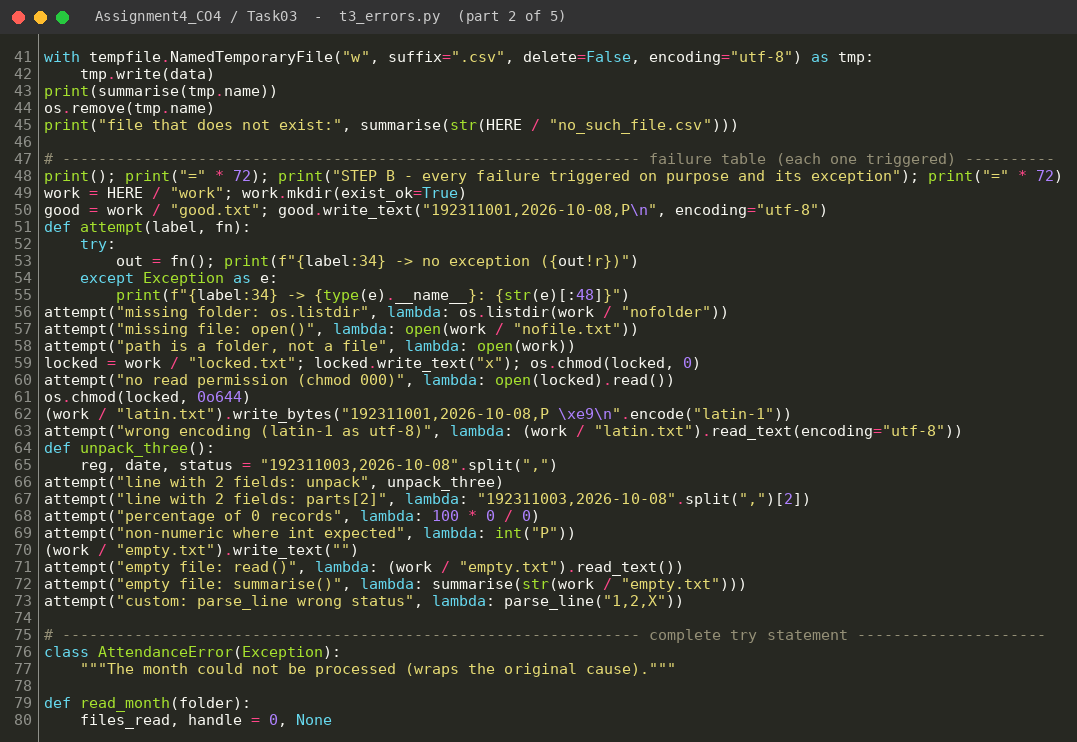 Assignment4_CO4 / Task03  -  t3_errors.py  (part 2 of 5)
41 with tempfile.NamedTemporaryFile("w", suffix=".csv", delete=False, encoding="utf-8") as tmp:
42     tmp.write(data)
43 print(summarise(tmp.name))
44 os.remove(tmp.name)
45 print("file that does not exist:", summarise(str(HERE / "no_such_file.csv")))
46
47 # ---------------------------------------------------------------- failure table (each one triggered) ----------
48 print(); print("=" * 72); print("STEP B - every failure triggered on purpose and its exception"); print("=" * 72)
49 work = HERE / "work"; work.mkdir(exist_ok=True)
50 good = work / "good.txt"; good.write_text("192311001,2026-10-08,P\n", encoding="utf-8")
51 def attempt(label, fn):
52     try:
53         out = fn(); print(f"{label:34} -> no exception ({out!r})")
54     except Exception as e:
55         print(f"{label:34} -> {type(e).__name__}: {str(e)[:48]}")
56 attempt("missing folder: os.listdir", lambda: os.listdir(work / "nofolder"))
57 attempt("missing file: open()", lambda: open(work / "nofile.txt"))
58 attempt("path is a folder, not a file", lambda: open(work))
59 locked = work / "locked.txt"; locked.write_text("x"); os.chmod(locked, 0)
60 attempt("no read permission (chmod 000)", lambda: open(locked).read())
61 os.chmod(locked, 0o644)
62 (work / "latin.txt").write_bytes("192311001,2026-10-08,P \xe9\n".encode("latin-1"))
63 attempt("wrong encoding (latin-1 as utf-8)", lambda: (work / "latin.txt").read_text(encoding="utf-8"))
64 def unpack_three():
65     reg, date, status = "192311003,2026-10-08".split(",")
66 attempt("line with 2 fields: unpack", unpack_three)
67 attempt("line with 2 fields: parts[2]", lambda: "192311003,2026-10-08".split(",")[2])
68 attempt("percentage of 0 records", lambda: 100 * 0 / 0)
69 attempt("non-numeric where int expected", lambda: int("P"))
70 (work / "empty.txt").write_text("")
71 attempt("empty file: read()", lambda: (work / "empty.txt").read_text())
72 attempt("empty file: summarise()", lambda: summarise(str(work / "empty.txt")))
73 attempt("custom: parse_line wrong status", lambda: parse_line("1,2,X"))
74
75 # ---------------------------------------------------------------- complete try statement ---------------------
76 class AttendanceError(Exception):
77     """The month could not be processed (wraps the original cause)."""
78
79 def read_month(folder):
80     files_read, handle = 0, None